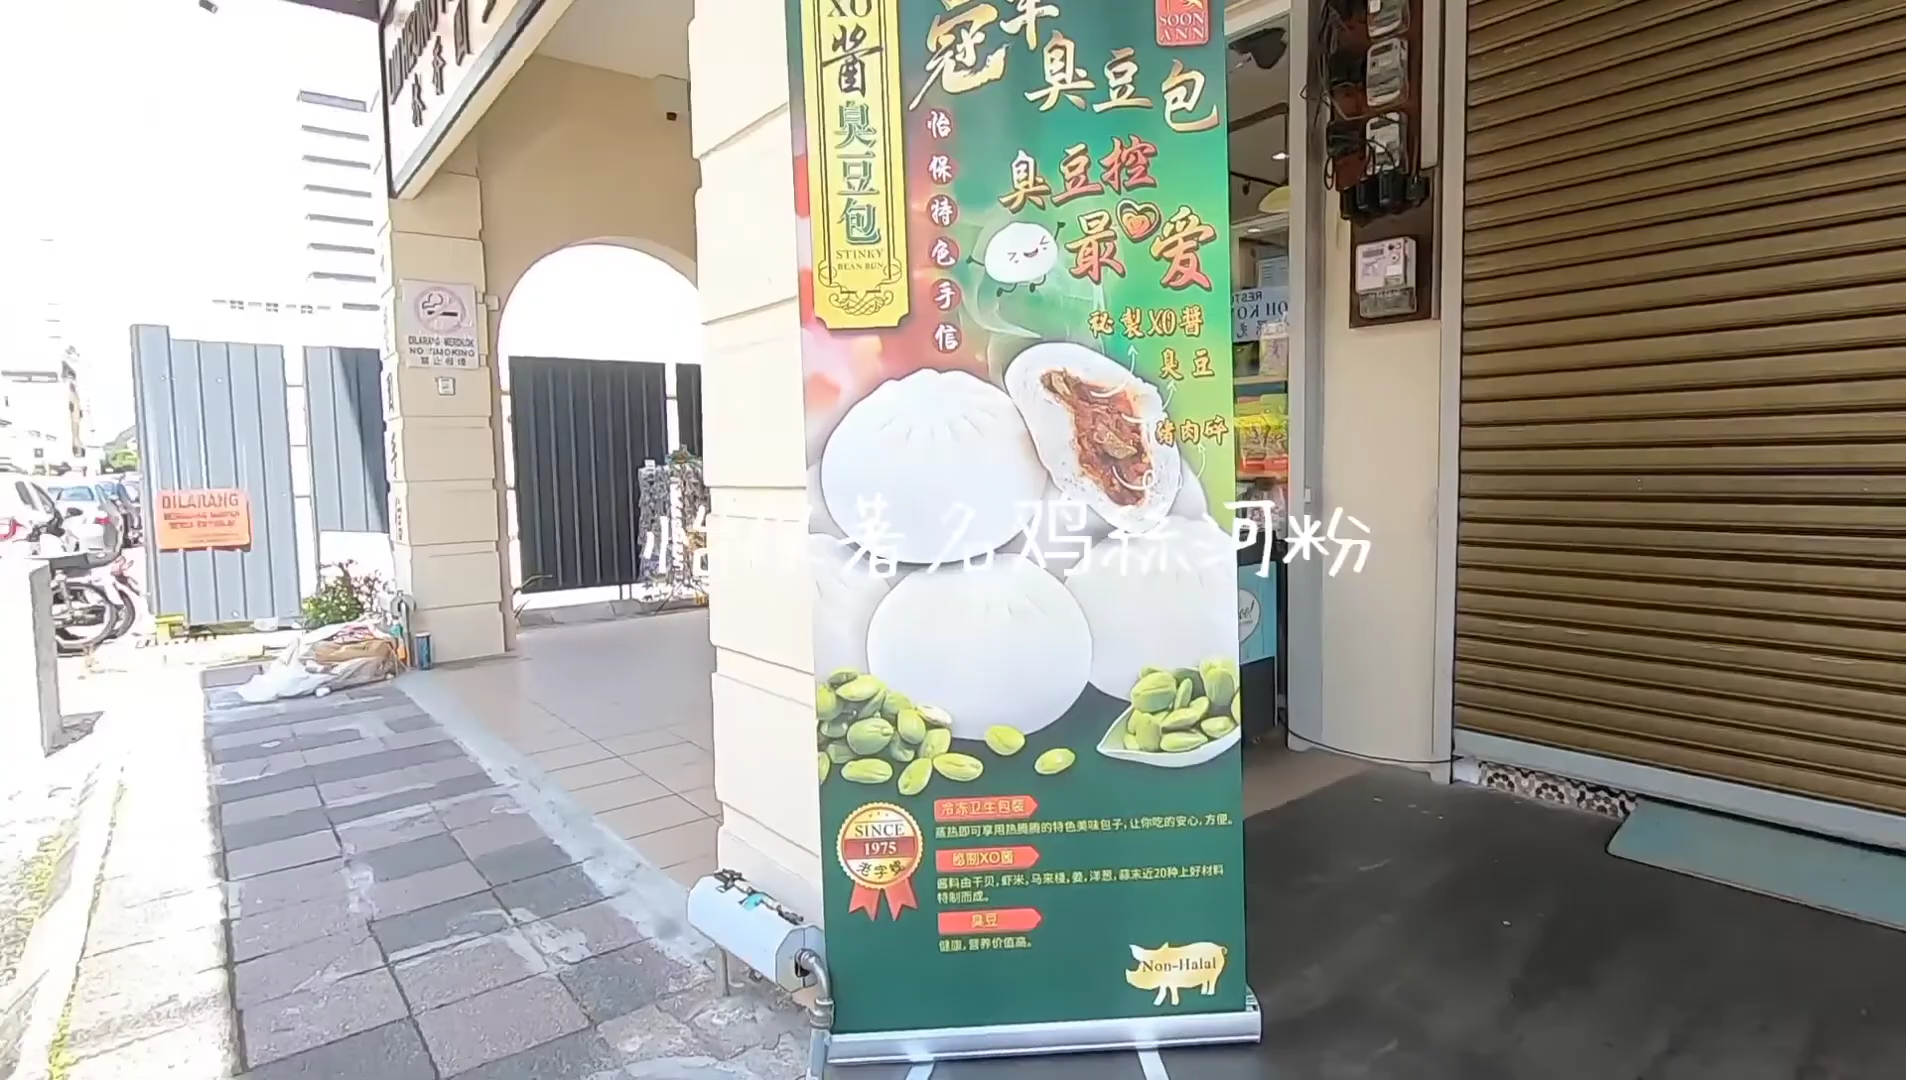 XO
酱
臭豆包
STINKY
BEAN BUN
冠军
臭豆包
SOON
ANN
怡保特色手信
臭豆控
最爱
秘製XO酱
臭豆
猪肉碎
怡保著名鸡丝河粉
冷冻卫生包装
蒸热即可享用热腾腾的特色美味包子,让你吃的安心,方便。
秘制XO酱
酱料由干贝,虾米,马来栈,姜,洋葱,蒜末近20种上好材料
特制而成。
臭豆
健康,营养价值高。
SINCE
1975
老字号
Non-Halal
DILARANG MEROKOK
NO SMOKING
禁止吸烟
DILARANG